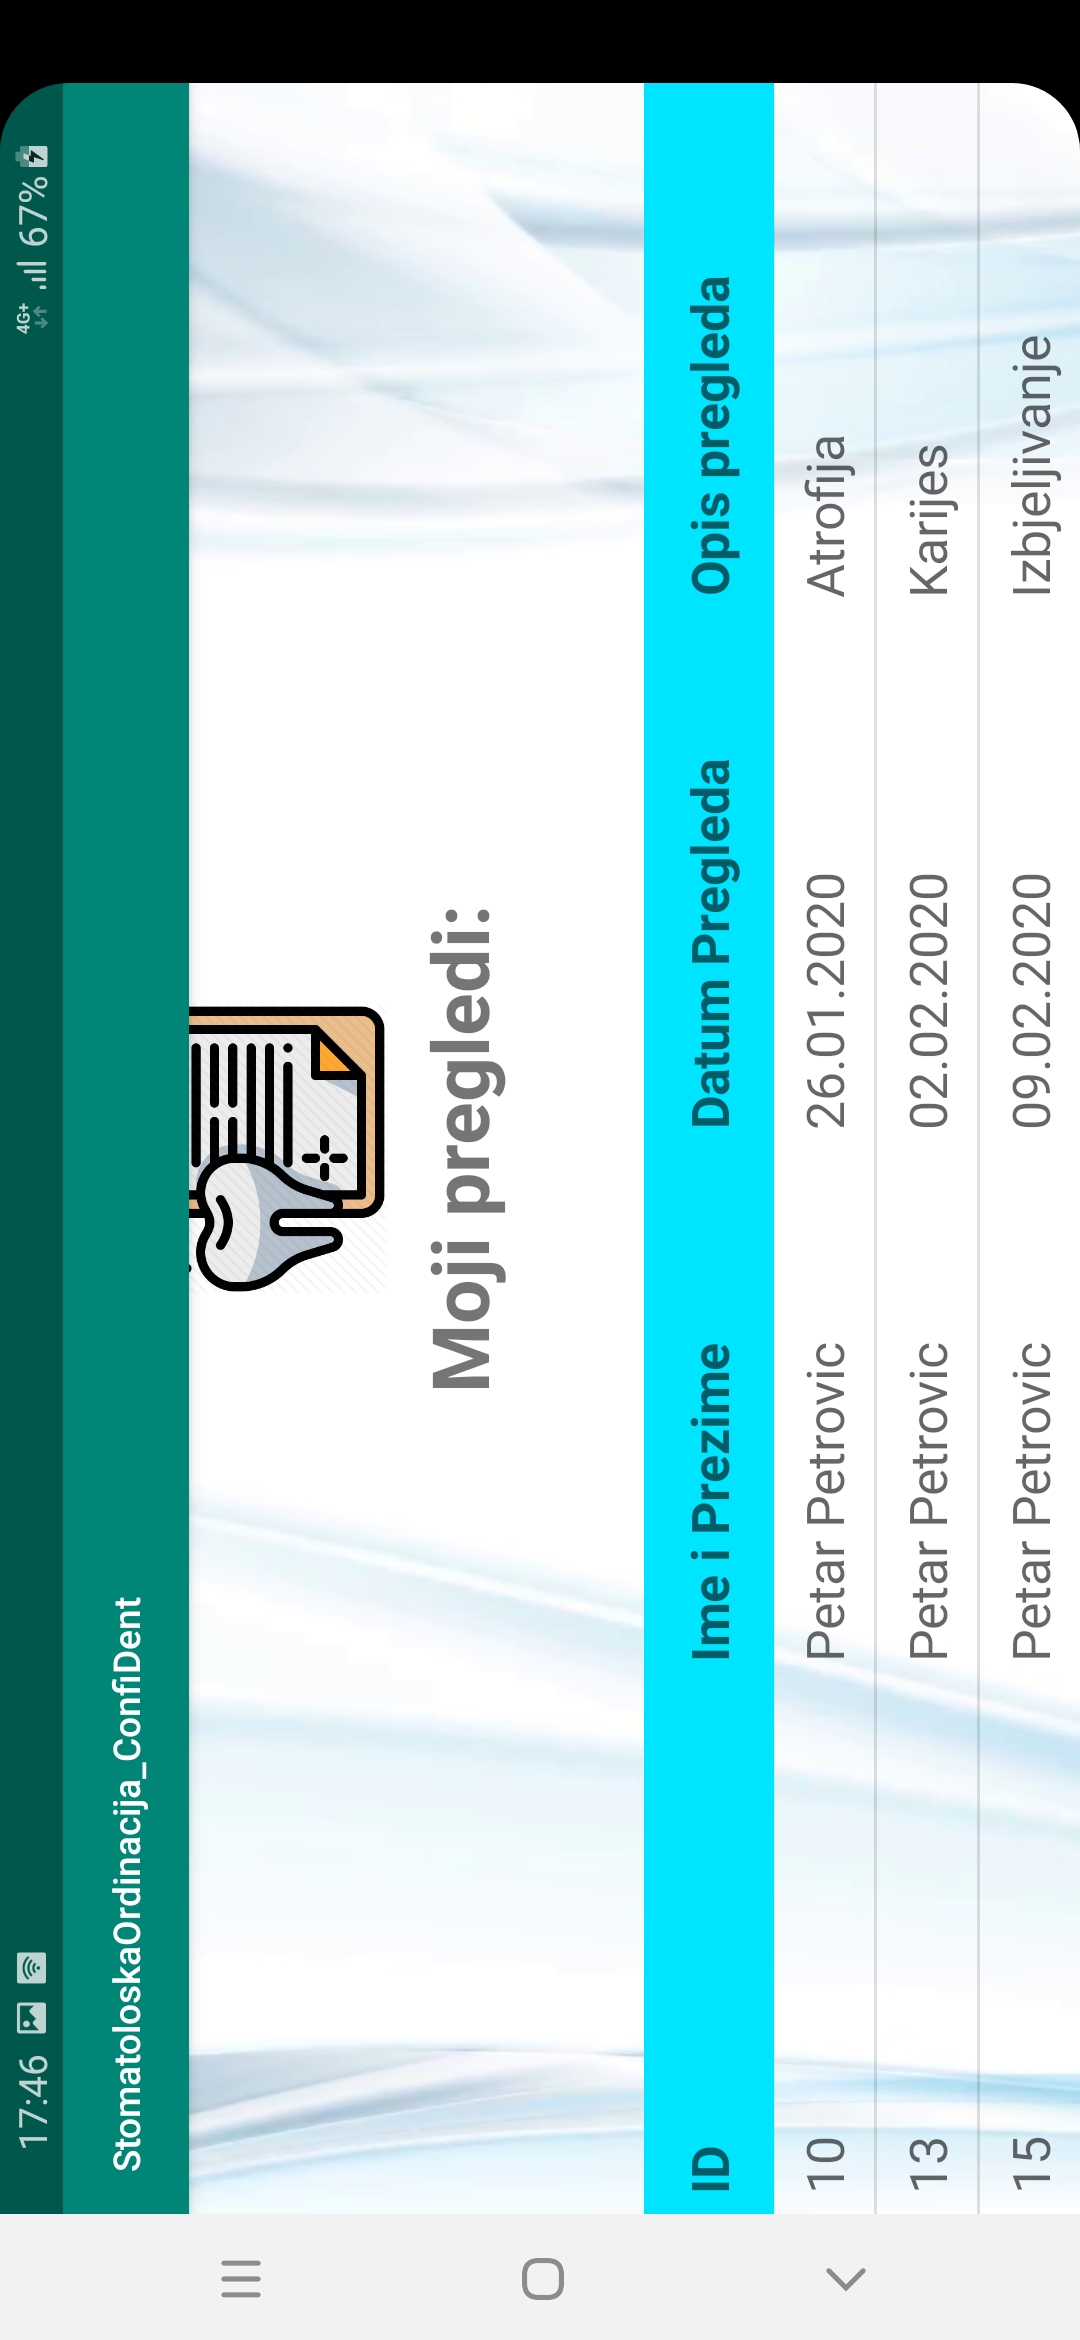 17:46 4G+ 67%
StomatoloskaOrdinacija_ConfiDent
Moji pregledi:
ID Ime i Prezime Datum Pregleda Opis pregleda
10 Petar Petrovic 26.01.2020 Atrofija
13 Petar Petrovic 02.02.2020 Karijes
15 Petar Petrovic 09.02.2020 Izbjeljivanje